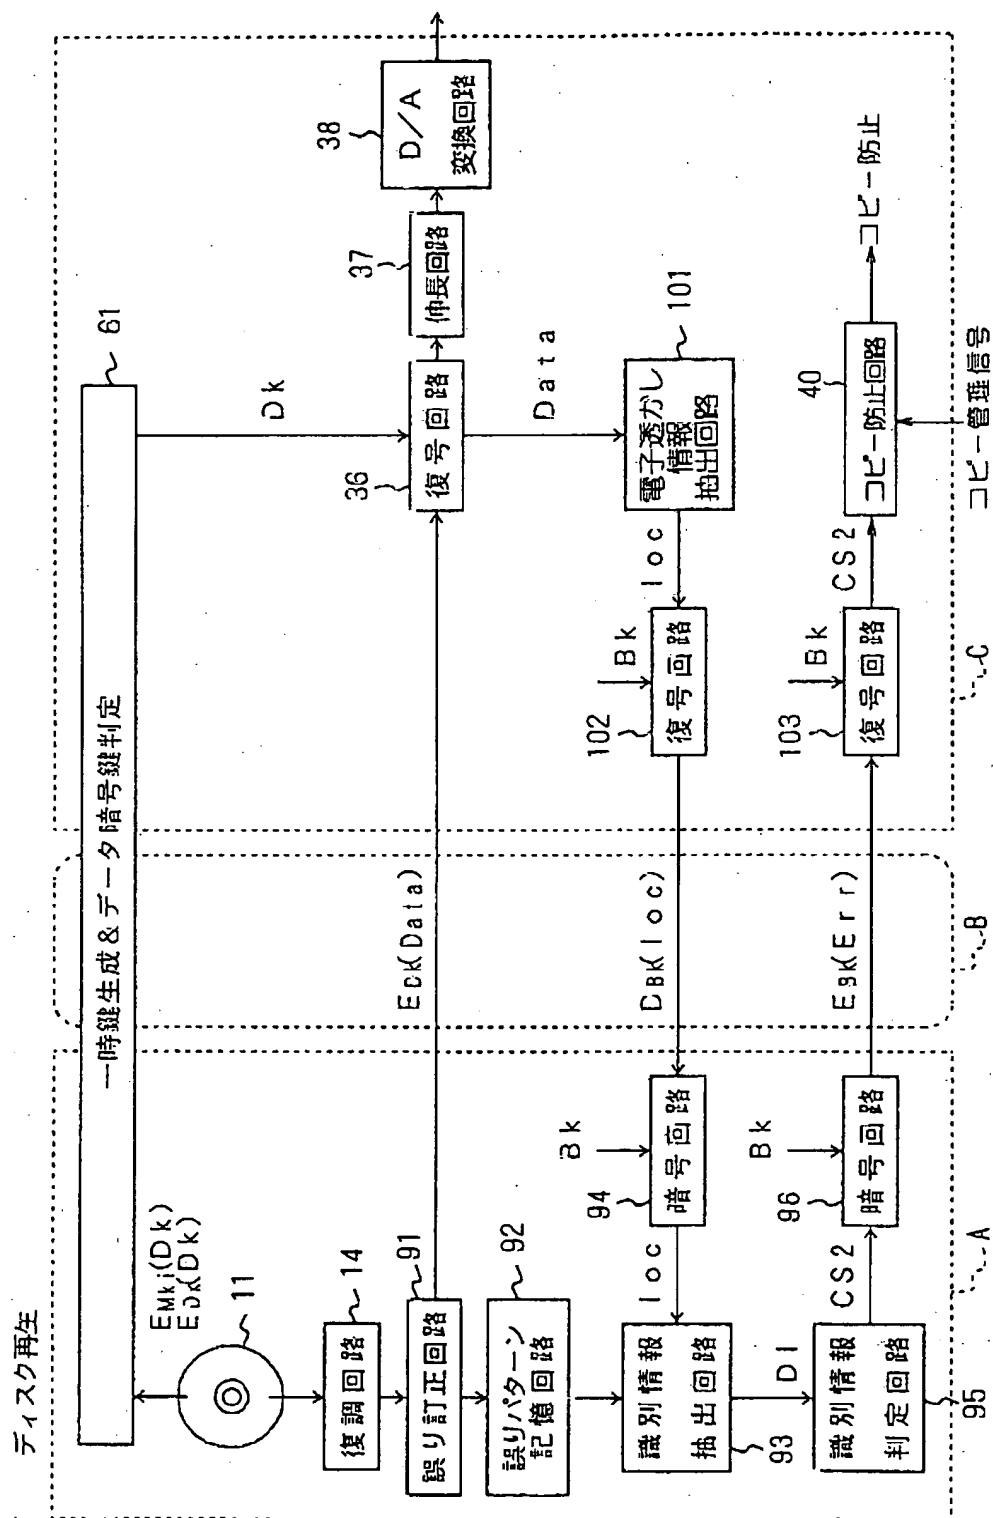 ディスク再生
一時鍵生成&データ暗号鍵判定
61
EMki(Dk)
EDk(Dk)
11
復調回路
14
誤り訂正回路
91
EDk(Data)
Dk
復号回路
36
伸長回路
37
D/A
変換回路
38
Data
誤りパターン
記憶回路
92
電子透かし
情報
抽出回路
101
loc
Bk
復号回路
102
DBk(loc)
Bk
暗号回路
94
loc
識別情報
抽出回路
93
DI
識別情報
判定回路
95
CS2
Bk
暗号回路
96
EBk(Err)
Bk
復号回路
103
CS2
コピー防止回路
40
コピー防止
コピー管理信号
A
B
C